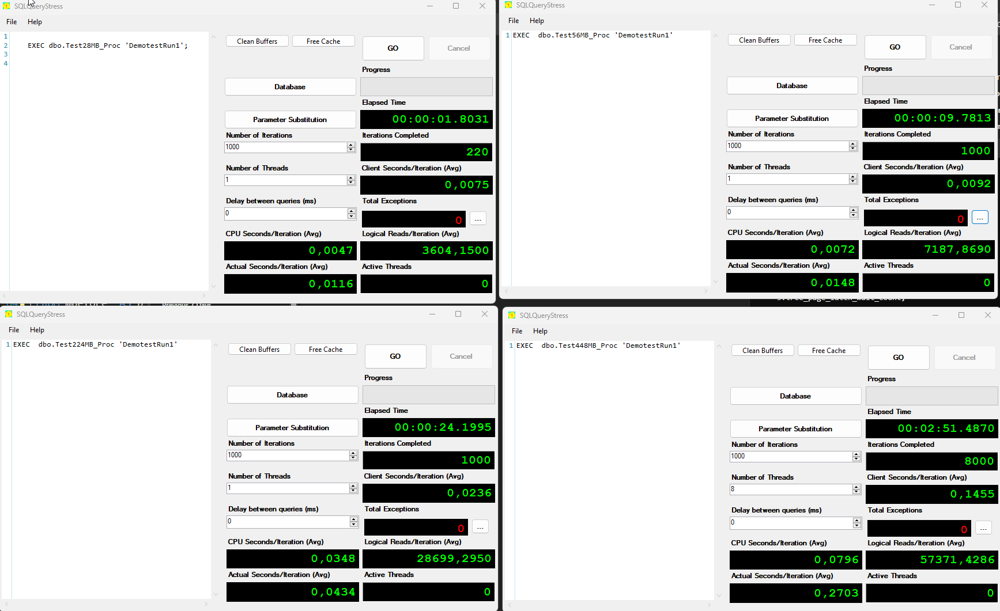 SQLQueryStress
File Help
1
2 EXEC dbo.Test28MB_Proc 'DemotestRun1';
3
4
Clean Buffers Free Cache GO Cancel
Progress
Database
Elapsed Time
00:00:01.8031
Parameter Substitution
Number of Iterations Iterations Completed
1000 220
Number of Threads Client Seconds/Iteration (Avg)
1 0,0075
Delay between queries (ms) Total Exceptions
0 0 ...
CPU Seconds/Iteration (Avg) Logical Reads/Iteration (Avg)
0,0047 3604,1500
Actual Seconds/Iteration (Avg) Active Threads
0,0116 0
SQLQueryStress
File Help
1 EXEC dbo.Test56MB_Proc 'DemotestRun1'
Clean Buffers Free Cache GO Cancel
Progress
Database
Elapsed Time
00:00:09.7813
Parameter Substitution
Number of Iterations Iterations Completed
1000 1000
Number of Threads Client Seconds/Iteration (Avg)
1 0,0092
Delay between queries (ms) Total Exceptions
0 0 ...
CPU Seconds/Iteration (Avg) Logical Reads/Iteration (Avg)
0,0072 7187,8690
Actual Seconds/Iteration (Avg) Active Threads
0,0148 0
SQLQueryStress
File Help
1 EXEC dbo.Test224MB_Proc 'DemotestRun1'
Clean Buffers Free Cache GO Cancel
Progress
Database
Elapsed Time
00:00:24.1995
Parameter Substitution
Number of Iterations Iterations Completed
1000 1000
Number of Threads Client Seconds/Iteration (Avg)
1 0,0236
Delay between queries (ms) Total Exceptions
0 0 ...
CPU Seconds/Iteration (Avg) Logical Reads/Iteration (Avg)
0,0348 28699,2950
Actual Seconds/Iteration (Avg) Active Threads
0,0434 0
SQLQueryStress
File Help
1 EXEC dbo.Test448MB_Proc 'DemotestRun1'
Clean Buffers Free Cache GO Cancel
Progress
Database
Elapsed Time
00:02:51.4870
Parameter Substitution
Number of Iterations Iterations Completed
1000 8000
Number of Threads Client Seconds/Iteration (Avg)
8 0,1455
Delay between queries (ms) Total Exceptions
0 0 ...
CPU Seconds/Iteration (Avg) Logical Reads/Iteration (Avg)
0,0796 57371,4286
Actual Seconds/Iteration (Avg) Active Threads
0,2703 0